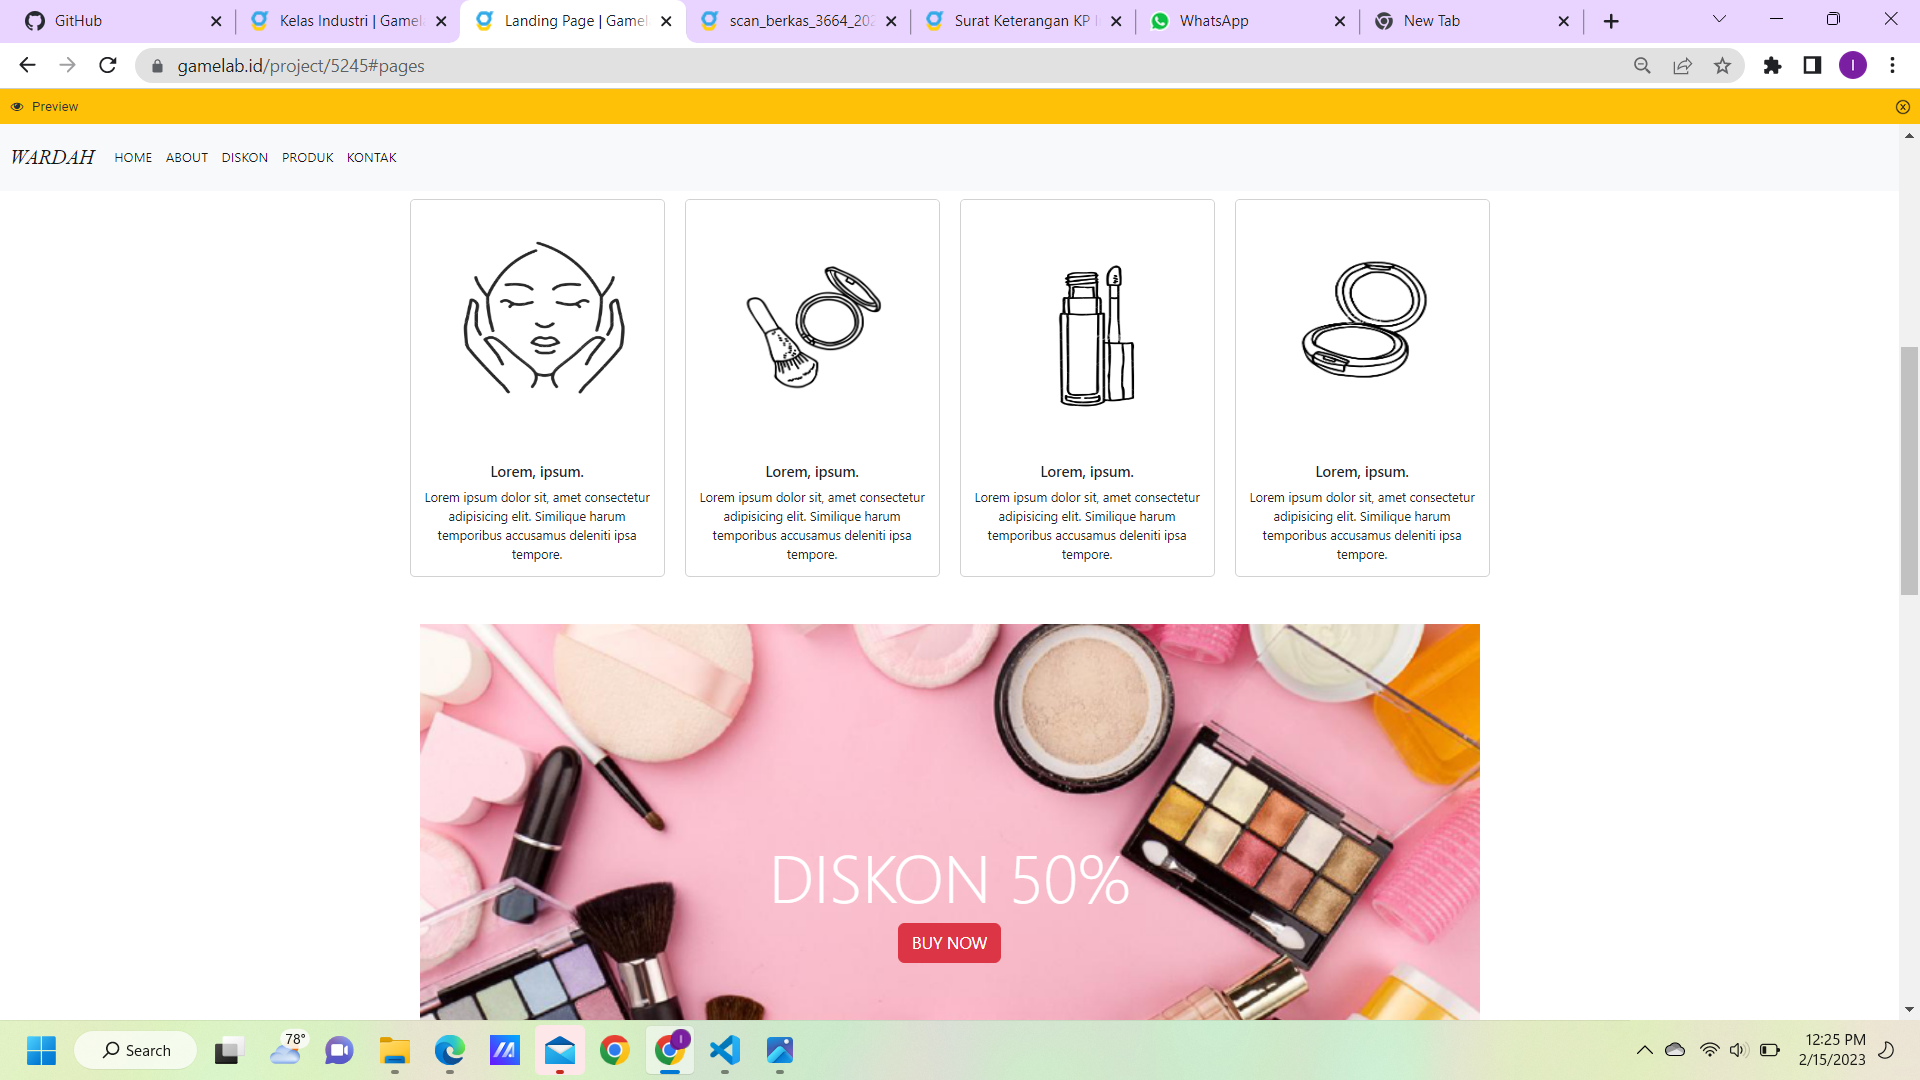 GitHub
Kelas Industri | Gamel
Landing Page | Gamel
scan_berkas_3664_202
Surat Keterangan KP I
WhatsApp
New Tab
gamelab.id/project/5245#pages
I
Preview
WARDAH HOME ABOUT DISKON PRODUK KONTAK
Lorem, ipsum.
Lorem ipsum dolor sit, amet consectetur
adipisicing elit. Similique harum
temporibus accusamus deleniti ipsa
tempore.
Lorem, ipsum.
Lorem ipsum dolor sit, amet consectetur
adipisicing elit. Similique harum
temporibus accusamus deleniti ipsa
tempore.
Lorem, ipsum.
Lorem ipsum dolor sit, amet consectetur
adipisicing elit. Similique harum
temporibus accusamus deleniti ipsa
tempore.
Lorem, ipsum.
Lorem ipsum dolor sit, amet consectetur
adipisicing elit. Similique harum
temporibus accusamus deleniti ipsa
tempore.
DISKON 50%
BUY NOW
Search
78°
I
12:25 PM
2/15/2023